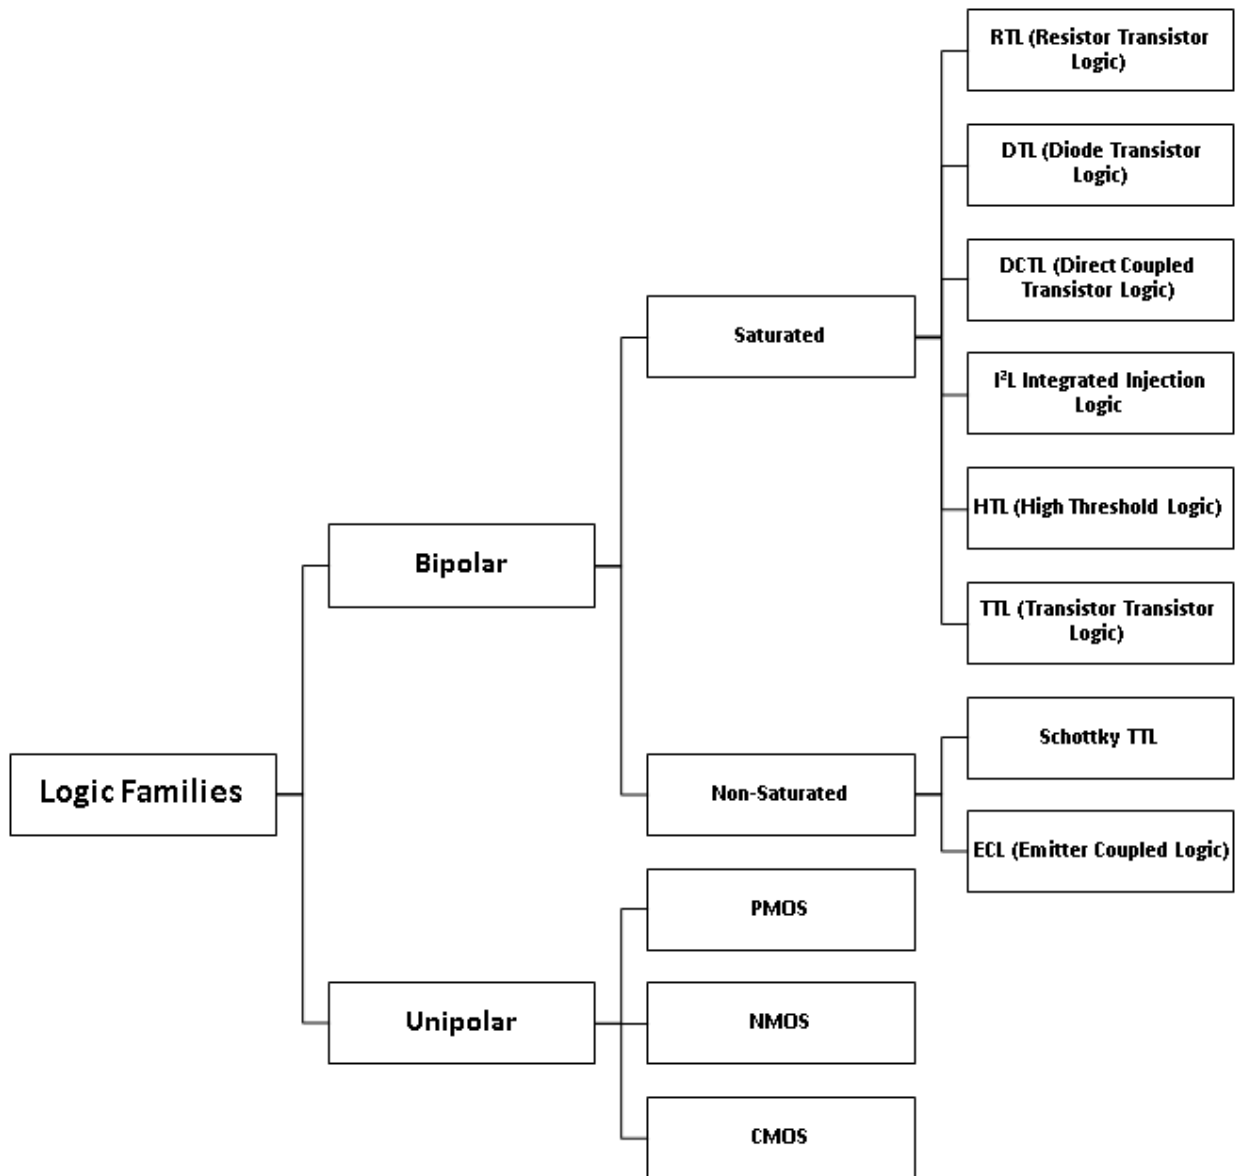 RTL (Resistor Transistor
Logic)
DTL (Diode Transistor
Logic)
DCTL (Direct Coupled
Transistor Logic)
Saturated
I²L Integrated Injection
Logic
HTL (High Threshold Logic)
Bipolar
TTL (Transistor Transistor
Logic)
Schottky TTL
Logic Families
Non-Saturated
ECL (Emitter Coupled Logic)
PMOS
Unipolar
NMOS
CMOS